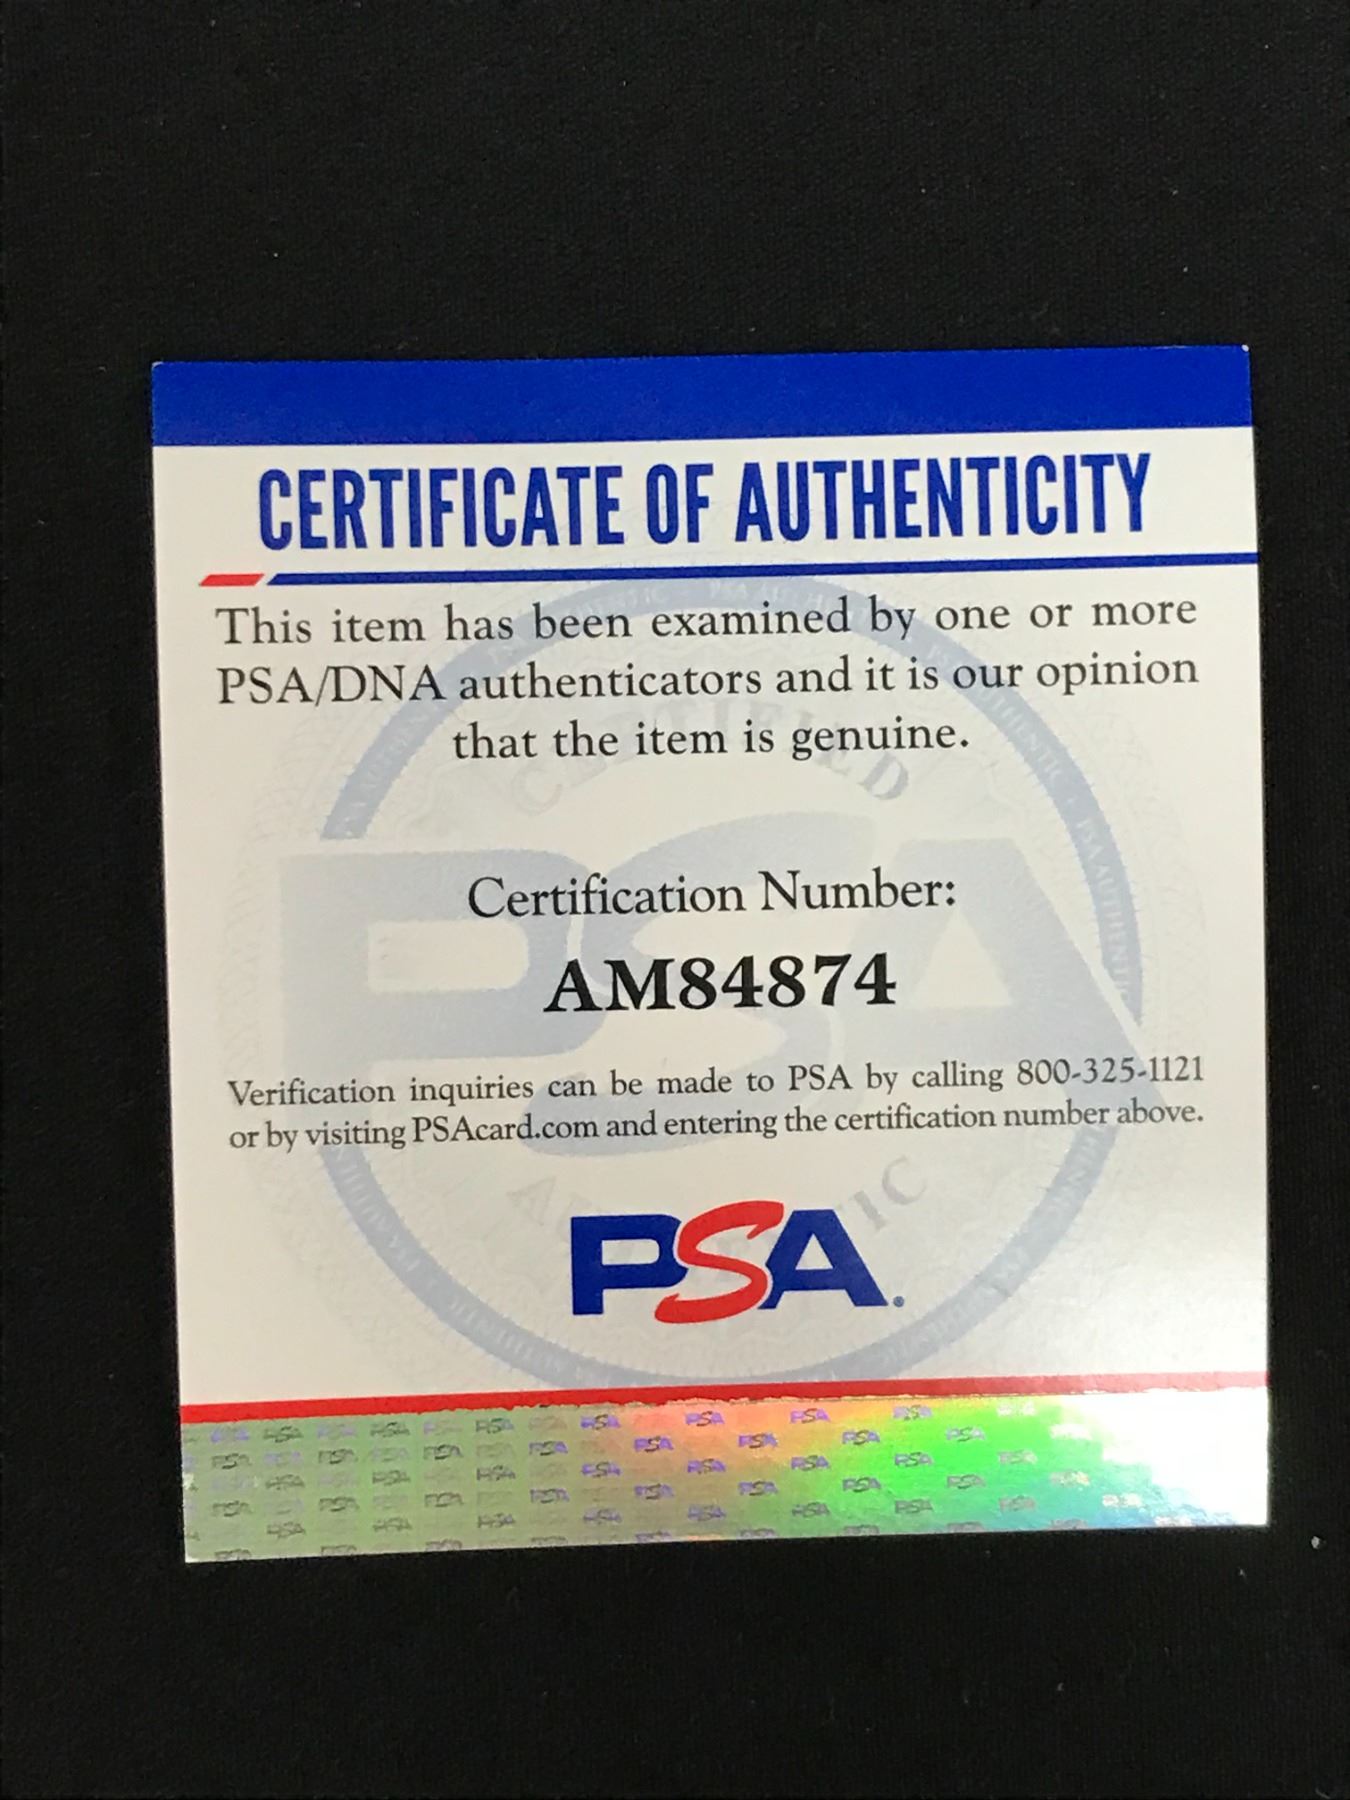 CERTIFICATE OF AUTHENTICITY
This item has been examined by one or more
PSA/DNA authenticators and it is our opinion
that the item is genuine.
Certification Number:
AM84874
Verification inquiries can be made to PSA by calling 800-325-1121
or by visiting PSAcard.com and entering the certification number above.
PSA.